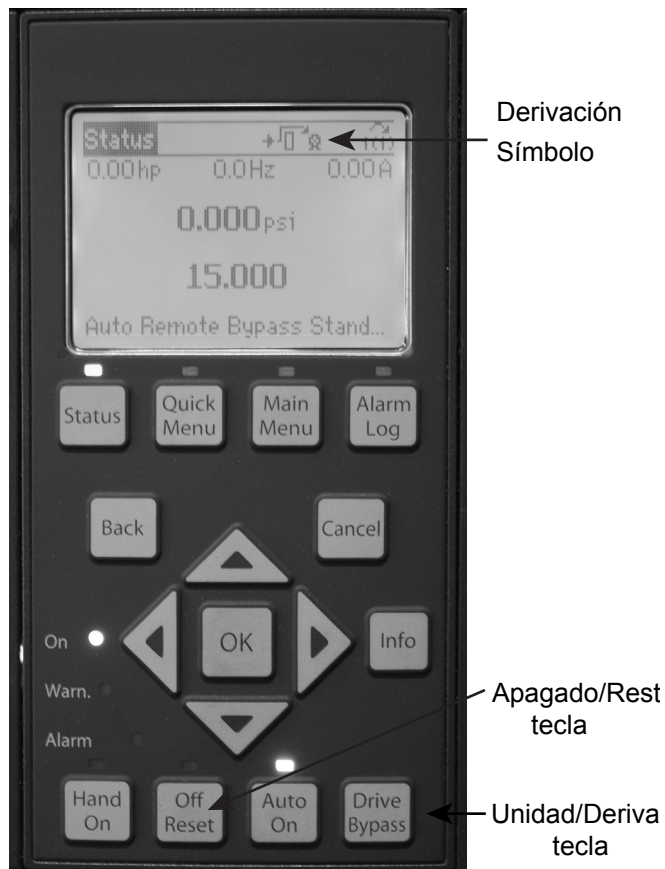 Derivación
Símbolo
Status
0.00hp 0.0Hz 0.00A
0.000psi
15.000
Auto Remote Bypass Stand...
Status
Quick
Menu
Main
Menu
Alarm
Log
Back
Cancel
On
OK
Info
Warn.
Alarm
Apagado/Rest
tecla
Hand
On
Off
Reset
Auto
On
Drive
Bypass
Unidad/Deriva
tecla